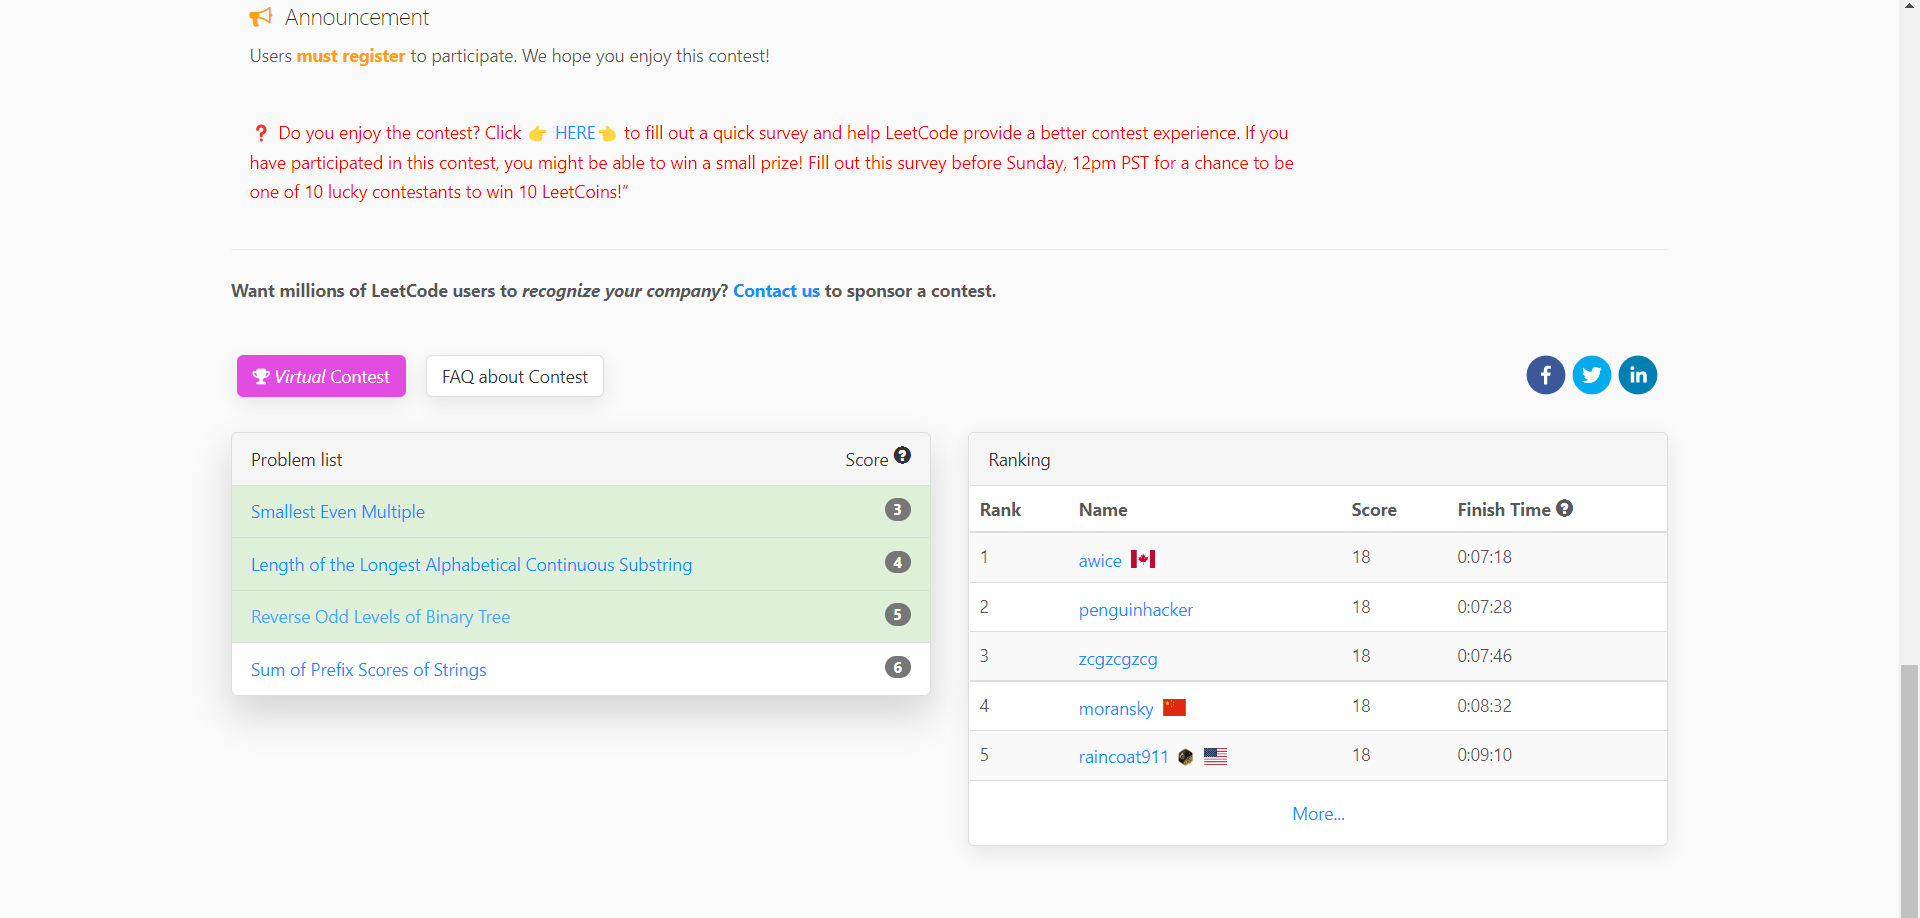 Announcement
Users must register to participate. We hope you enjoy this contest!
❓ Do you enjoy the contest? Click 👉 HERE👈 to fill out a quick survey and help LeetCode provide a better contest experience. If you
have participated in this contest, you might be able to win a small prize! Fill out this survey before Sunday, 12pm PST for a chance to be
one of 10 lucky contestants to win 10 LeetCoins!"
Want millions of LeetCode users to recognize your company? Contact us to sponsor a contest.
Virtual Contest
FAQ about Contest
Problem list Score
Smallest Even Multiple 3
Length of the Longest Alphabetical Continuous Substring 4
Reverse Odd Levels of Binary Tree 5
Sum of Prefix Scores of Strings 6
Ranking
Rank Name Score Finish Time
1 awice 18 0:07:18
2 penguinhacker 18 0:07:28
3 zcgzcgzcg 18 0:07:46
4 moransky 18 0:08:32
5 raincoat911 18 0:09:10
More...